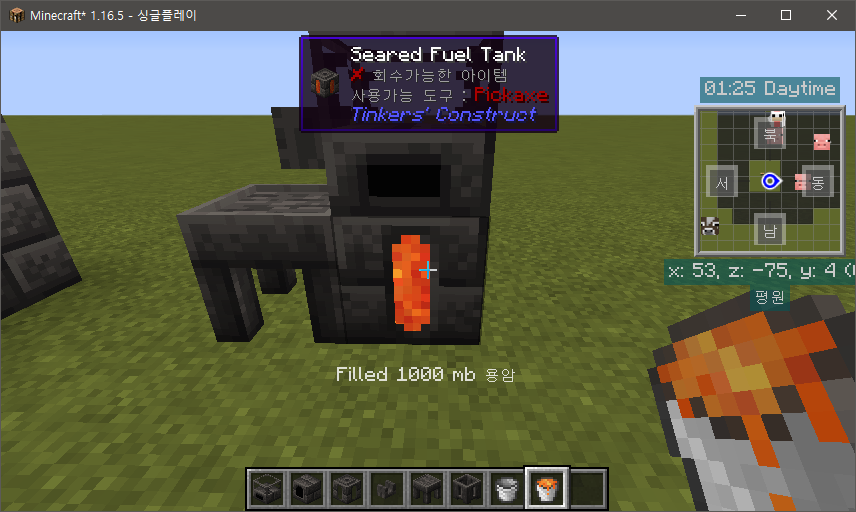 Minecraft* 1.16.5 - 싱글플레이
Seared Fuel Tank
✘ 회수가능한 아이템
사용가능 도구 : Pickaxe
Tinkers' Construct
01:25 Daytime
북
서
동
남
x: 53, z: -75, y: 4 (
평원
Filled 1000 mb 용암